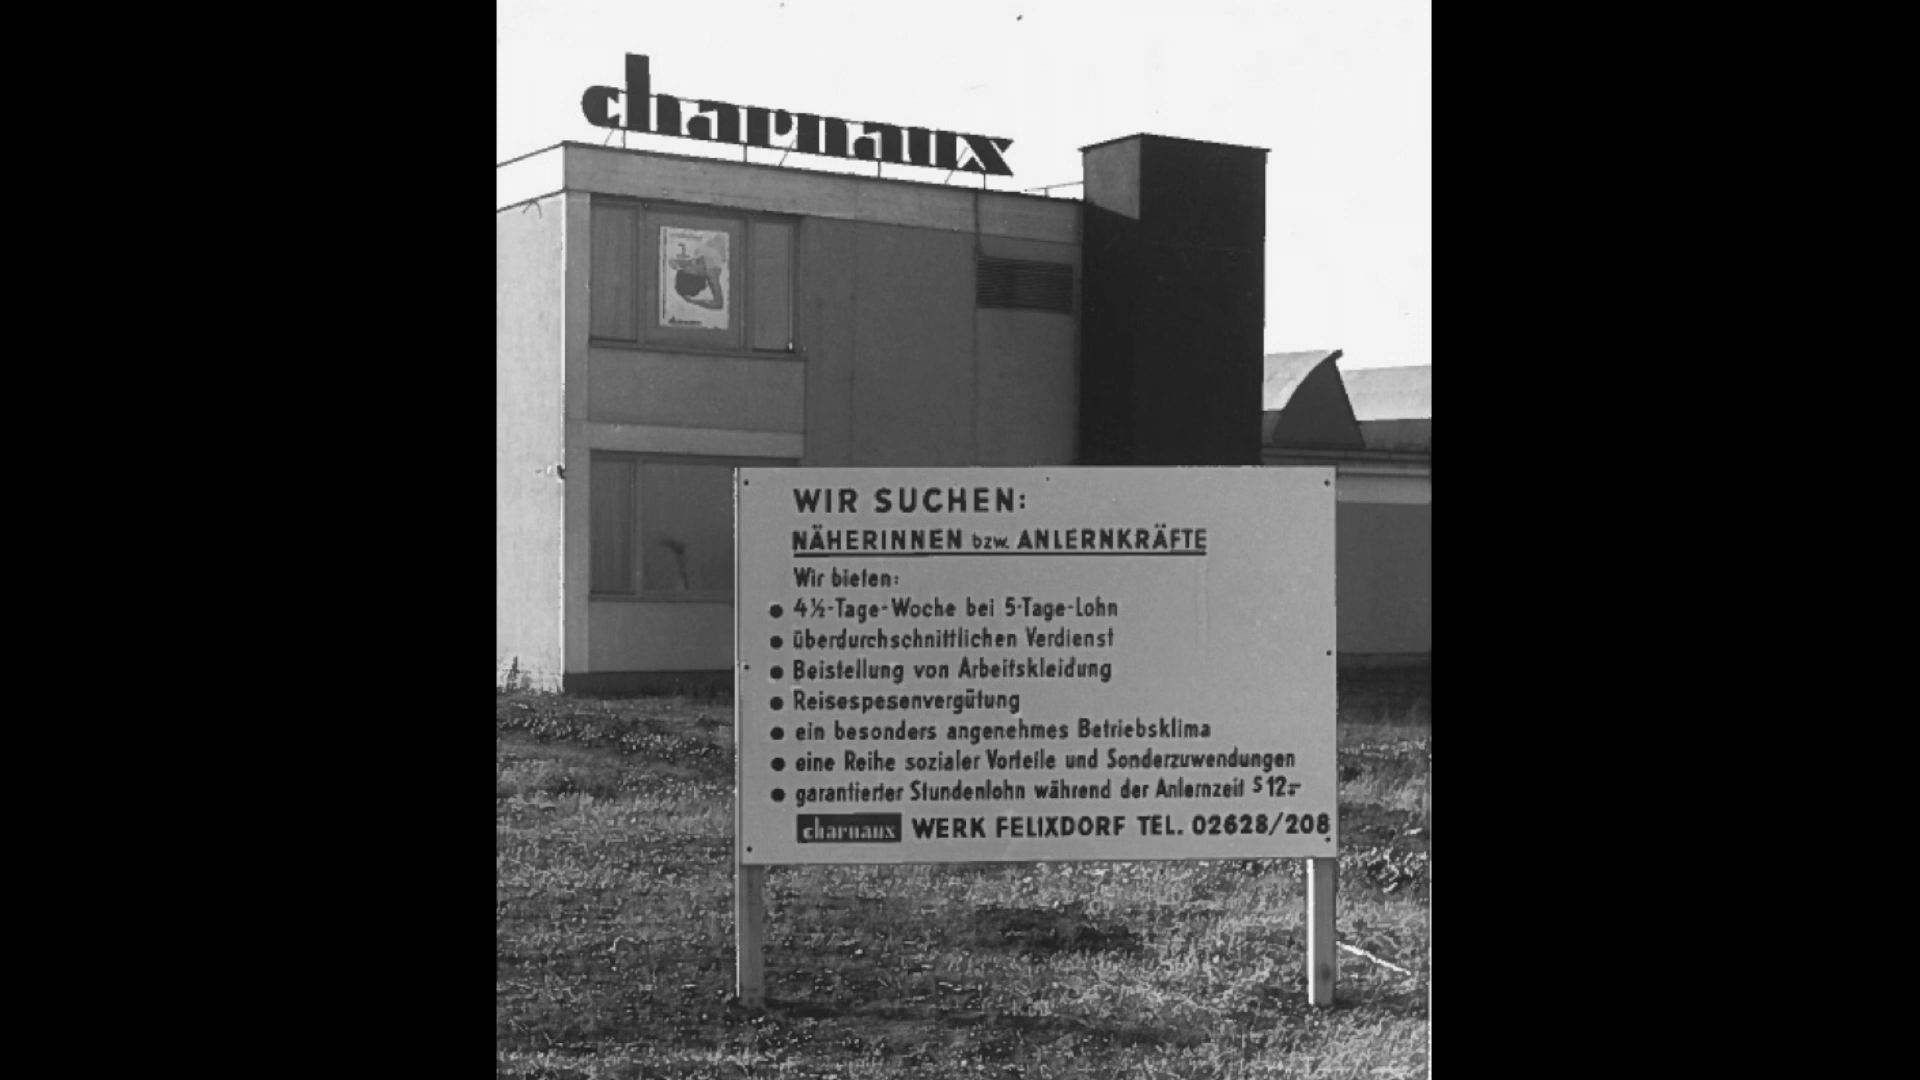 charnaux
WIR SUCHEN:
NÄHERINNEN bzw. ANLERNKRÄFTE
Wir bieten:
● 4½-Tage-Woche bei 5-Tage-Lohn
● überdurchschnittlichen Verdienst
● Beistellung von Arbeitskleidung
● Reisespesenvergütung
● ein besonders angenehmes Betriebsklima
● eine Reihe sozialer Vorteile und Sonderzuwendungen
● garantierter Stundenlohn während der Anlernzeit S 12.-
charnaux WERK FELIXDORF TEL. 02628/208